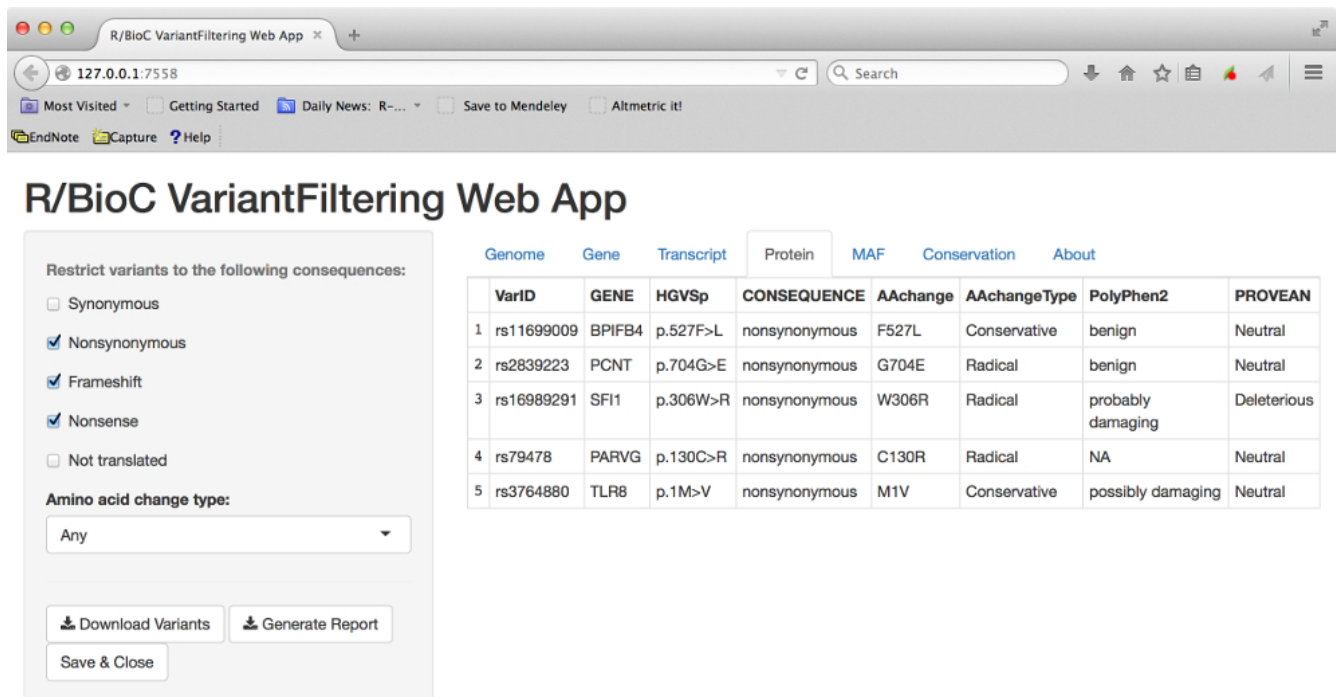 R/BioC VariantFiltering Web App
127.0.0.1:7558
Search
Most Visited Getting Started Daily News: R-... Save to Mendeley Altmetric it!
EndNote Capture ? Help
R/BioC VariantFiltering Web App
Restrict variants to the following consequences:
Synonymous
Nonsynonymous
Frameshift
Nonsense
Not translated
Amino acid change type:
Any
Download Variants Generate Report
Save & Close
Genome Gene Transcript Protein MAF Conservation About
VarID GENE HGVSp CONSEQUENCE AAchange AAchangeType PolyPhen2 PROVEAN
1 rs11699009 BPIFB4 p.527F>L nonsynonymous F527L Conservative benign Neutral
2 rs2839223 PCNT p.704G>E nonsynonymous G704E Radical benign Neutral
3 rs16989291 SFI1 p.306W>R nonsynonymous W306R Radical probably Deleterious
damaging
4 rs79478 PARVG p.130C>R nonsynonymous C130R Radical NA Neutral
5 rs3764880 TLR8 p.1M>V nonsynonymous M1V Conservative possibly damaging Neutral